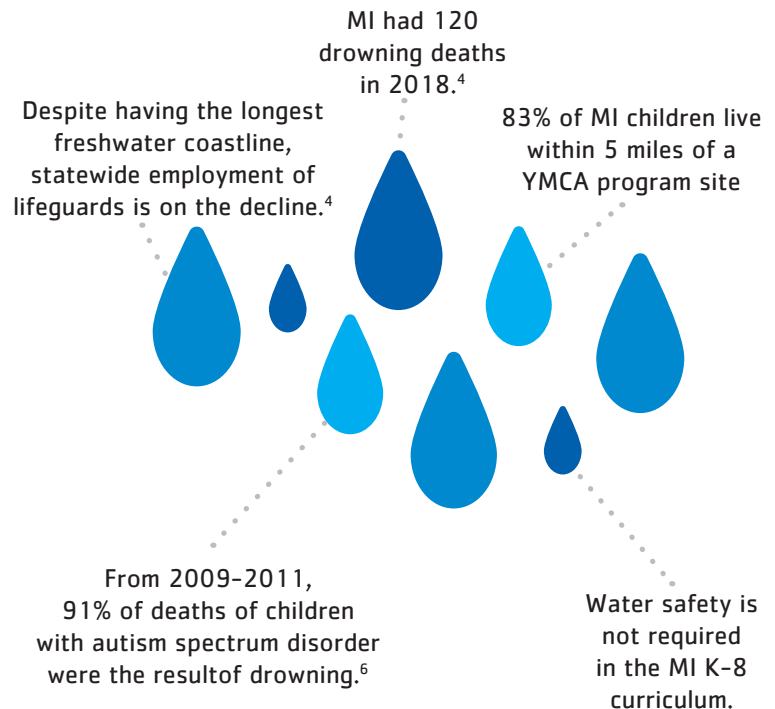 MI had 120
drowning deaths
in 2018.⁴
Despite having the longest
freshwater coastline,
statewide employment of
lifeguards is on the decline.⁴
83% of MI children live
within 5 miles of a
YMCA program site
From 2009-2011,
91% of deaths of children
with autism spectrum disorder
were the resultof drowning.⁶
Water safety is
not required
in the MI K-8
curriculum.